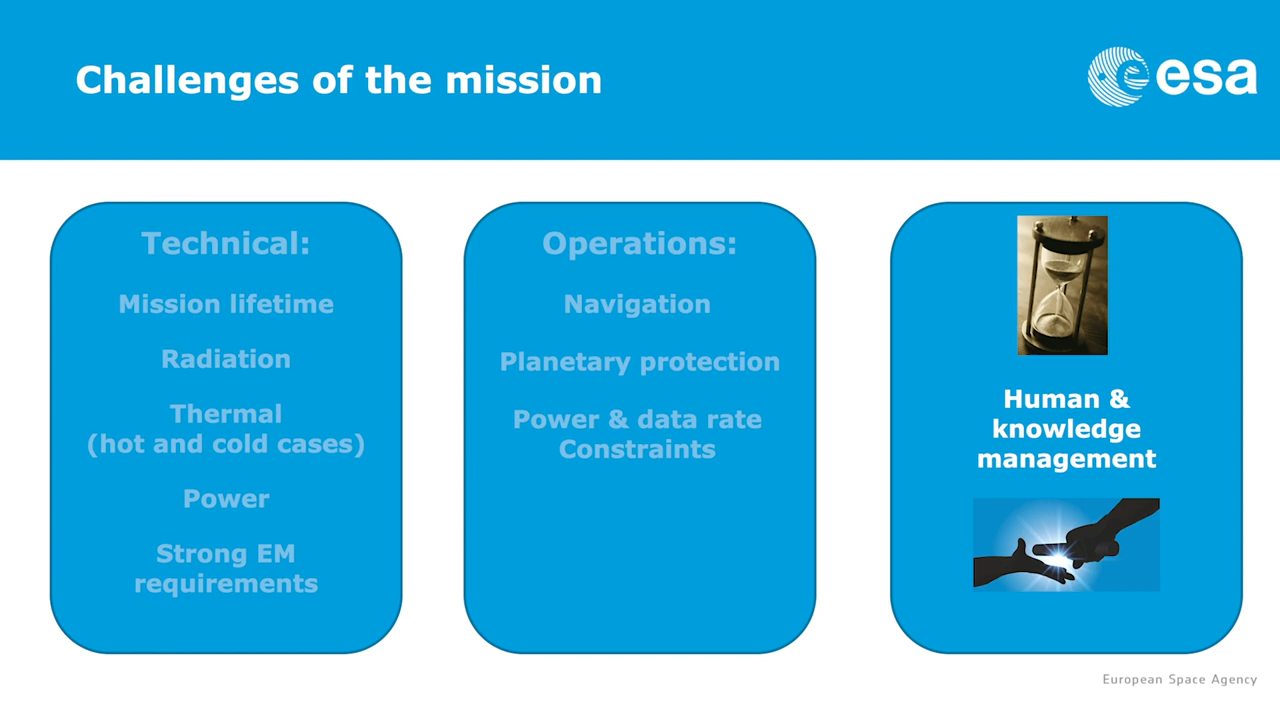 Challenges of the mission
esa
Technical:
Mission lifetime
Radiation
Thermal
(hot and cold cases)
Power
Strong EM
requirements
Operations:
Navigation
Planetary protection
Power & data rate
Constraints
Human &
knowledge
management
European Space Agency